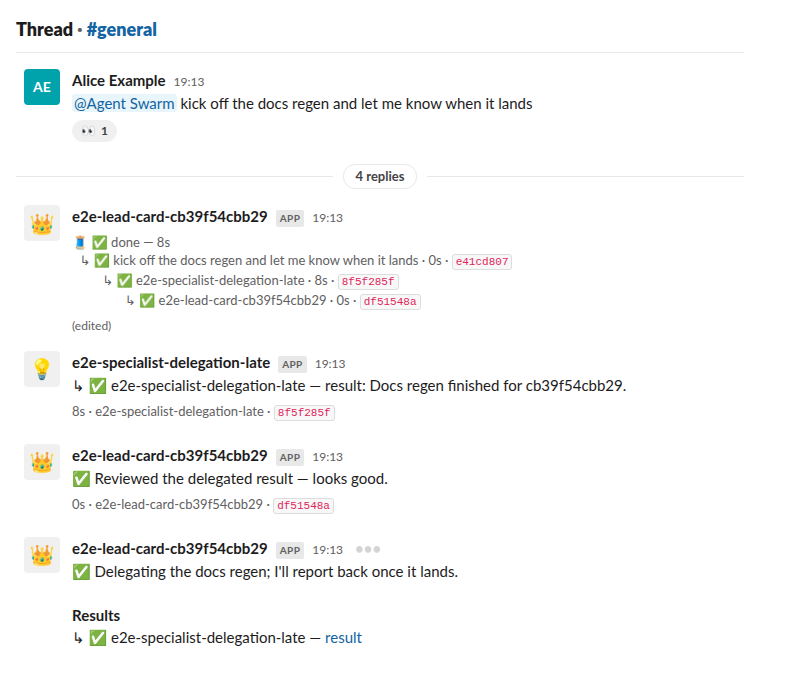 Thread • #general
AE
Alice Example 19:13
@Agent Swarm kick off the docs regen and let me know when it lands
👀 1
4 replies
e2e-lead-card-cb39f54cbb29 APP 19:13
🧵 ✅ done — 8s
↳ ✅ kick off the docs regen and let me know when it lands · 0s · e41cd807
↳ ✅ e2e-specialist-delegation-late · 8s · 8f5f285f
↳ ✅ e2e-lead-card-cb39f54cbb29 · 0s · df51548a
(edited)
e2e-specialist-delegation-late APP 19:13
↳ ✅ e2e-specialist-delegation-late — result: Docs regen finished for cb39f54cbb29.
8s · e2e-specialist-delegation-late · 8f5f285f
e2e-lead-card-cb39f54cbb29 APP 19:13
✅ Reviewed the delegated result — looks good.
0s · e2e-lead-card-cb39f54cbb29 · df51548a
e2e-lead-card-cb39f54cbb29 APP 19:13
✅ Delegating the docs regen; I'll report back once it lands.
Results
↳ ✅ e2e-specialist-delegation-late — result